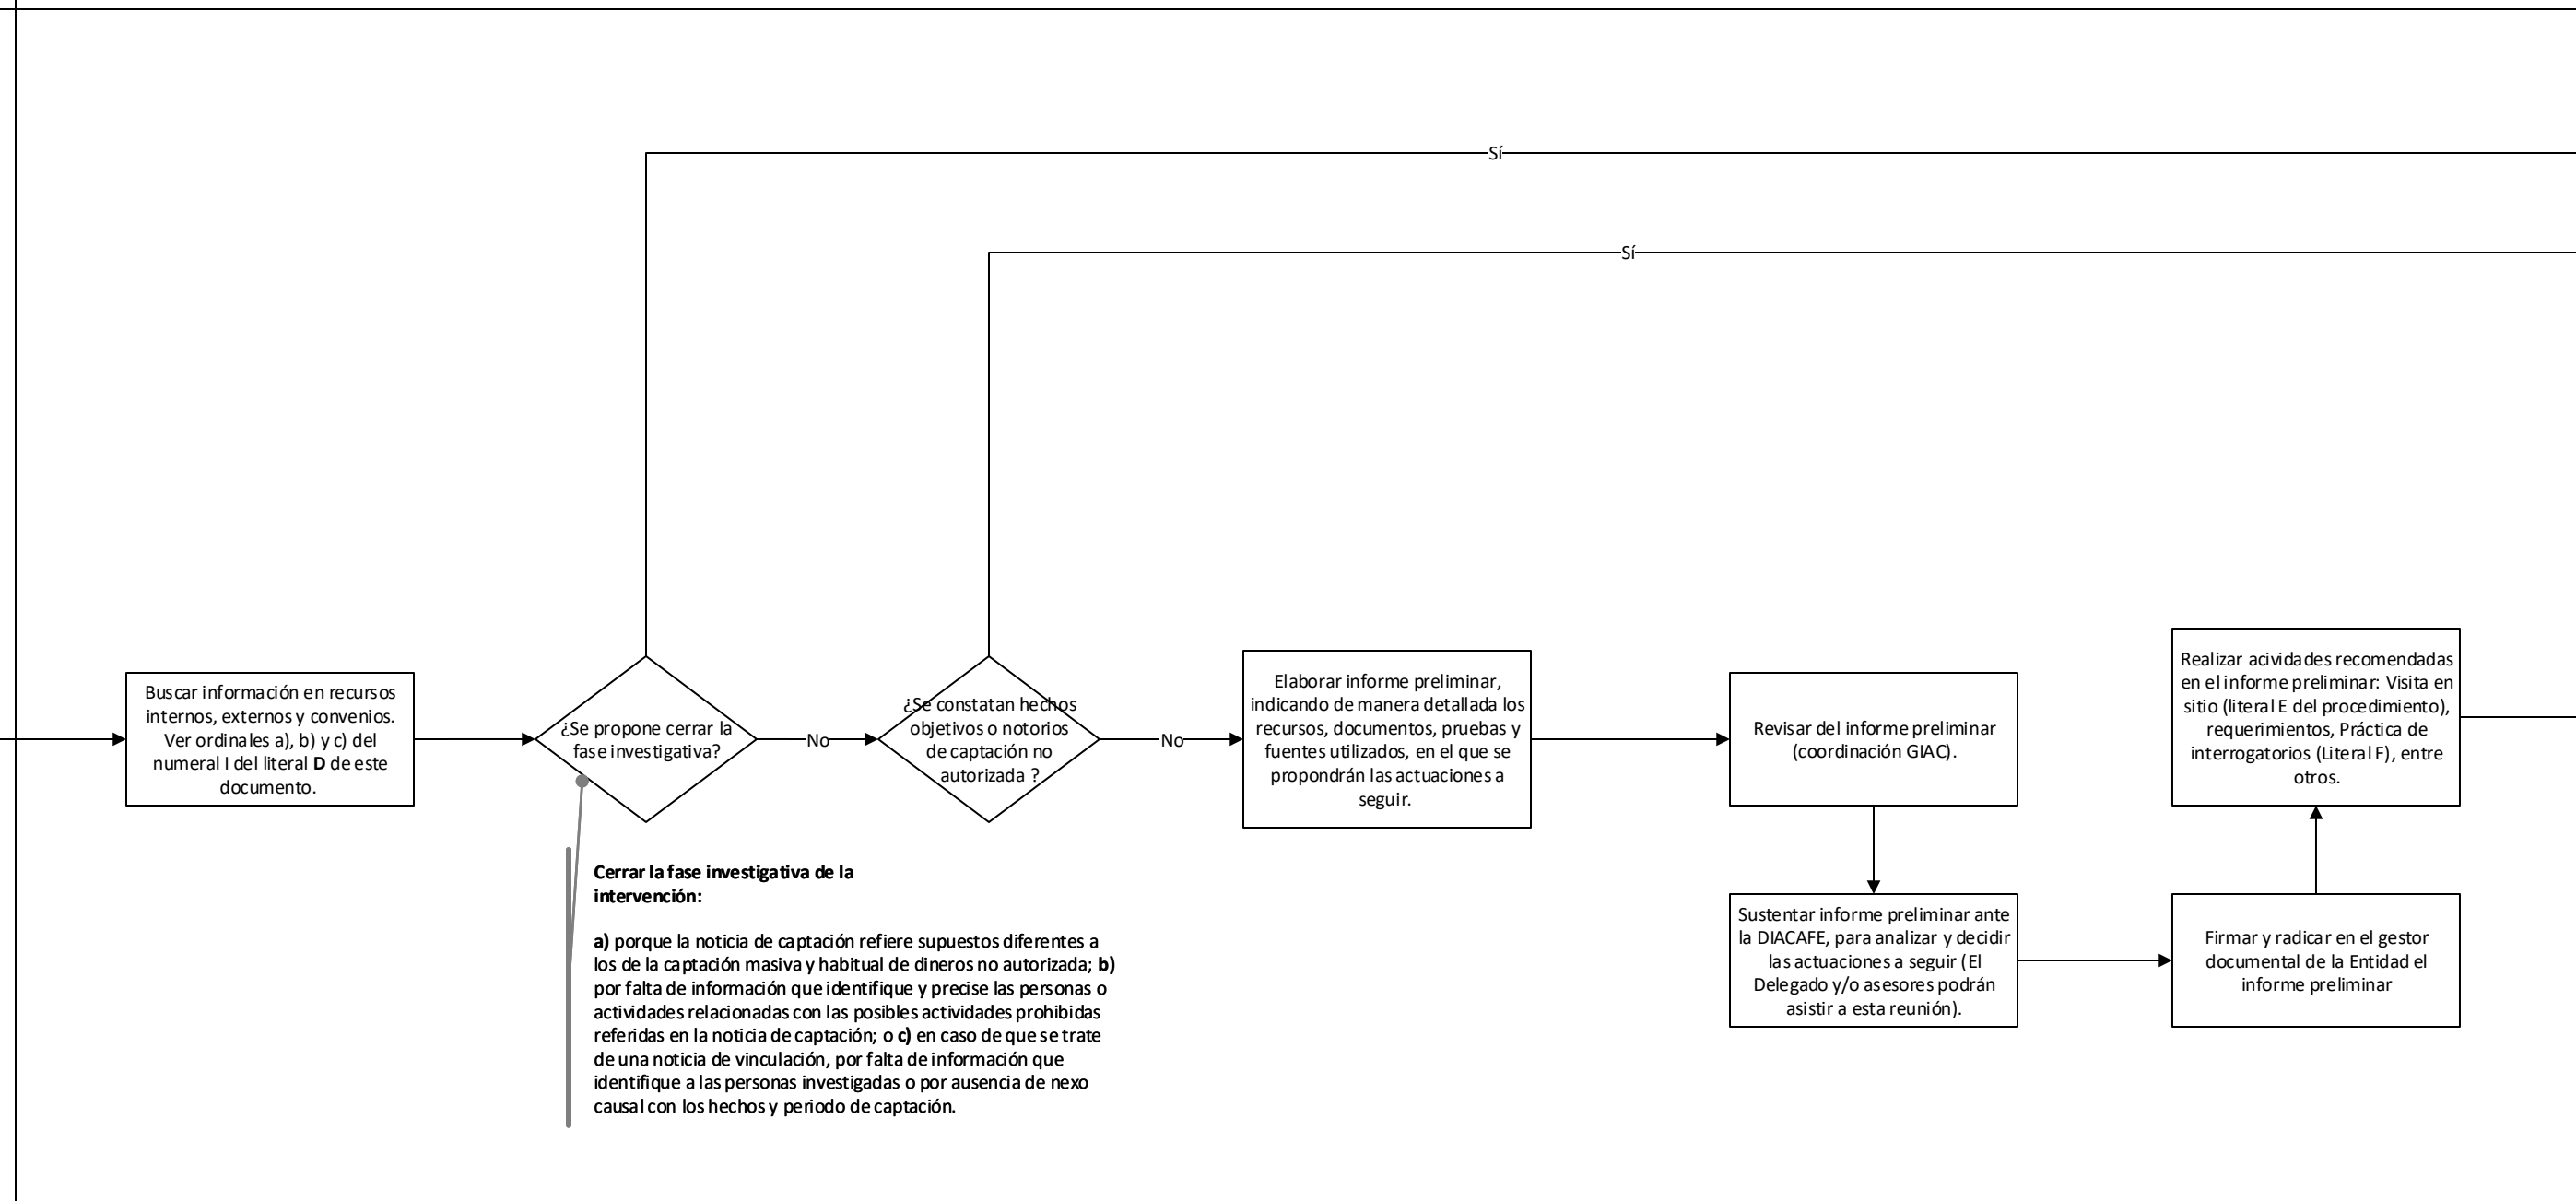 Sí
Sí
Buscar información en recursos
internos, externos y convenios.
Ver ordinales a), b) y c) del
numeral I del literal D de este
documento.
¿Se propone cerrar la
fase investigativa?
No
¿Se constatan hechos
objetivos o notorios
de captación no
autorizada ?
No
Elaborar informe preliminar,
indicando de manera detallada los
recursos, documentos, pruebas y
fuentes utilizados, en el que se
propondrán las actuaciones a
seguir.
Revisar del informe preliminar
(coordinación GIAC).
Sustentar informe preliminar ante
la DIACAFE, para analizar y decidir
las actuaciones a seguir (El
Delegado y/o asesores podrán
asistir a esta reunión).
Firmar y radicar en el gestor
documental de la Entidad el
informe preliminar
Realizar acividades recomendadas
en el informe preliminar: Visita en
sitio (literal E del procedimiento),
requerimientos, Práctica de
interrogatorios (Literal F), entre
otros.
Cerrar la fase investigativa de la
intervención:
a) porque la noticia de captación refiere supuestos diferentes a
los de la captación masiva y habitual de dineros no autorizada; b)
por falta de información que identifique y precise las personas o
actividades relacionadas con las posibles actividades prohibidas
referidas en la noticia de captación; o c) en caso de que se trate
de una noticia de vinculación, por falta de información que
identifique a las personas investigadas o por ausencia de nexo
causal con los hechos y periodo de captación.